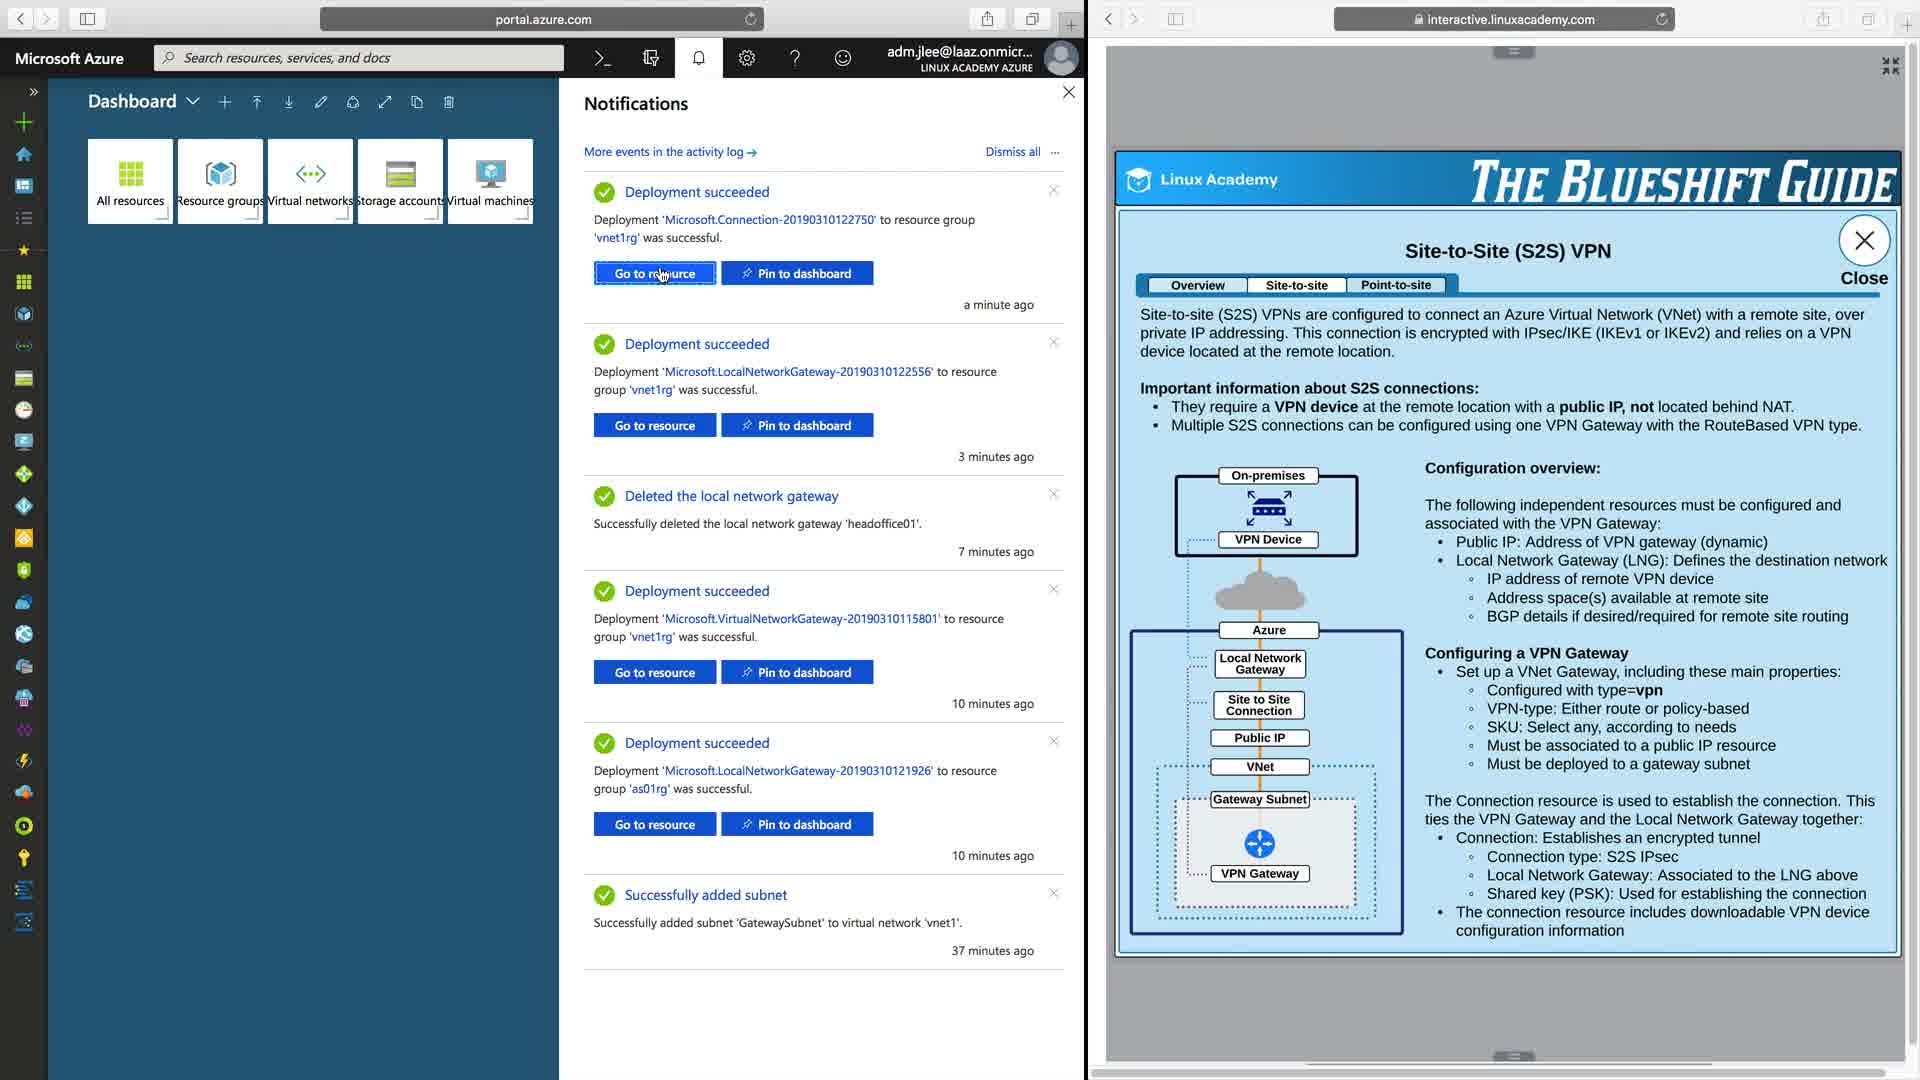 portal.azure.com
Microsoft Azure
Search resources, services, and docs
adm.jlee@laaz.onmicr...
LINUX ACADEMY AZURE
Dashboard
All resources
Resource groups
Virtual networks
Storage accounts
Virtual machines
Notifications
More events in the activity log
Dismiss all
Deployment succeeded
Deployment 'Microsoft.Connection-20190310122750' to resource group
'vnet1rg' was successful.
Go to resource
Pin to dashboard
a minute ago
Deployment succeeded
Deployment 'Microsoft.LocalNetworkGateway-20190310122556' to resource
group 'vnet1rg' was successful.
Go to resource
Pin to dashboard
3 minutes ago
Deleted the local network gateway
Successfully deleted the local network gateway 'headoffice01'.
7 minutes ago
Deployment succeeded
Deployment 'Microsoft.VirtualNetworkGateway-20190310115801' to resource
group 'vnet1rg' was successful.
Go to resource
Pin to dashboard
10 minutes ago
Deployment succeeded
Deployment 'Microsoft.LocalNetworkGateway-20190310121926' to resource
group 'as01rg' was successful.
Go to resource
Pin to dashboard
10 minutes ago
Successfully added subnet
Successfully added subnet 'GatewaySubnet' to virtual network 'vnet1'.
37 minutes ago
interactive.linuxacademy.com
Linux Academy
THE BLUESHIFT GUIDE
Site-to-Site (S2S) VPN
Close
Overview
Site-to-site
Point-to-site
Site-to-site (S2S) VPNs are configured to connect an Azure Virtual Network (VNet) with a remote site, over
private IP addressing. This connection is encrypted with IPsec/IKE (IKEv1 or IKEv2) and relies on a VPN
device located at the remote location.
Important information about S2S connections:
• They require a VPN device at the remote location with a public IP, not located behind NAT.
• Multiple S2S connections can be configured using one VPN Gateway with the RouteBased VPN type.
On-premises
VPN Device
Azure
Local Network
Gateway
Site to Site
Connection
Public IP
VNet
Gateway Subnet
VPN Gateway
Configuration overview:
The following independent resources must be configured and
associated with the VPN Gateway:
• Public IP: Address of VPN gateway (dynamic)
• Local Network Gateway (LNG): Defines the destination network
◦ IP address of remote VPN device
◦ Address space(s) available at remote site
◦ BGP details if desired/required for remote site routing
Configuring a VPN Gateway
• Set up a VNet Gateway, including these main properties:
◦ Configured with type=vpn
◦ VPN-type: Either route or policy-based
◦ SKU: Select any, according to needs
◦ Must be associated to a public IP resource
◦ Must be deployed to a gateway subnet
The Connection resource is used to establish the connection. This
ties the VPN Gateway and the Local Network Gateway together:
• Connection: Establishes an encrypted tunnel
◦ Connection type: S2S IPsec
◦ Local Network Gateway: Associated to the LNG above
◦ Shared key (PSK): Used for establishing the connection
• The connection resource includes downloadable VPN device
configuration information